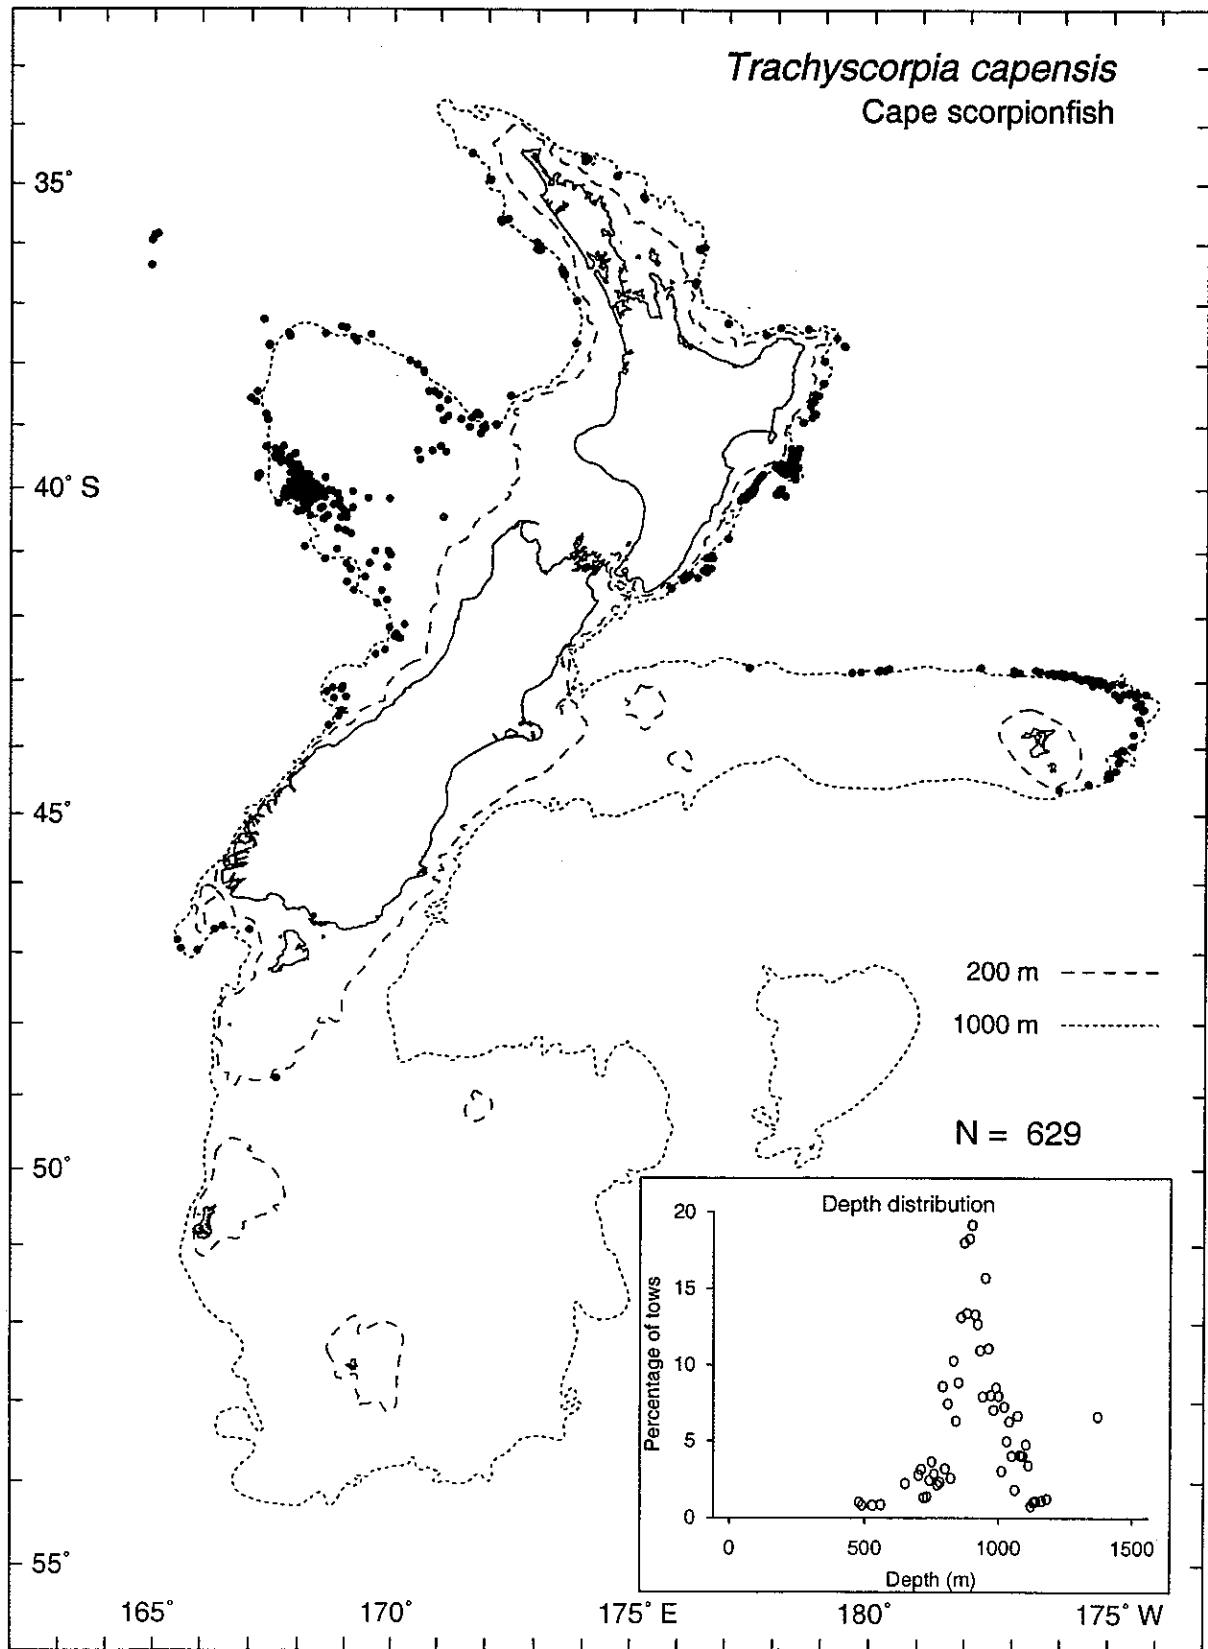 Trachyscorpia capensis
Cape scorpionfish
35°
40° S
45°
200 m
1000 m
N = 629
50°
Depth distribution
20
15
10
5
0
Percentage of tows
0 500 1000 1500
Depth (m)
55°
165° 170° 175° E 180° 175° W